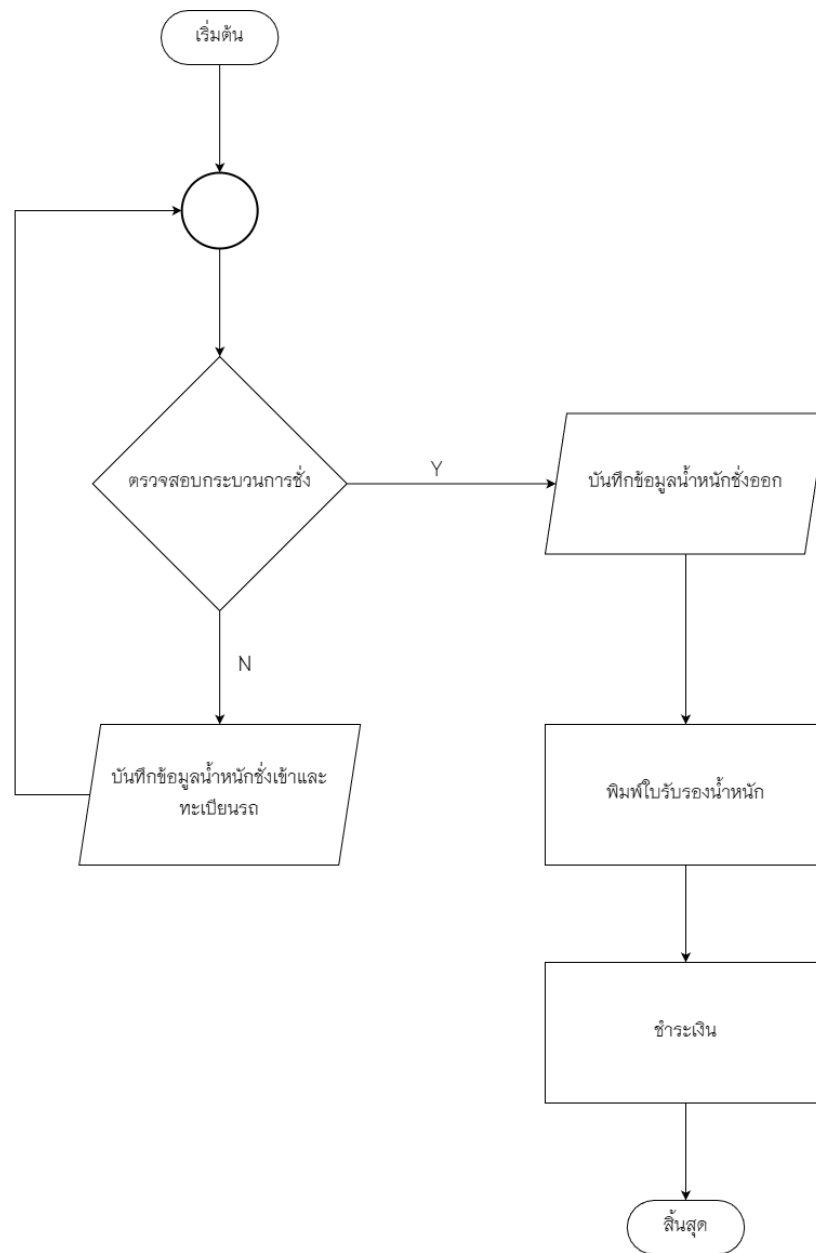 เริ่มต้น
ตรวจสอบกระบวนการชั่ง
Y
บันทึกข้อมูลน้ำหนักชั่งออก
N
บันทึกข้อมูลน้ำหนักชั่งเข้าและ
ทะเบียนรถ
พิมพ์ใบรับรองน้ำหนัก
ชำระเงิน
สิ้นสุด